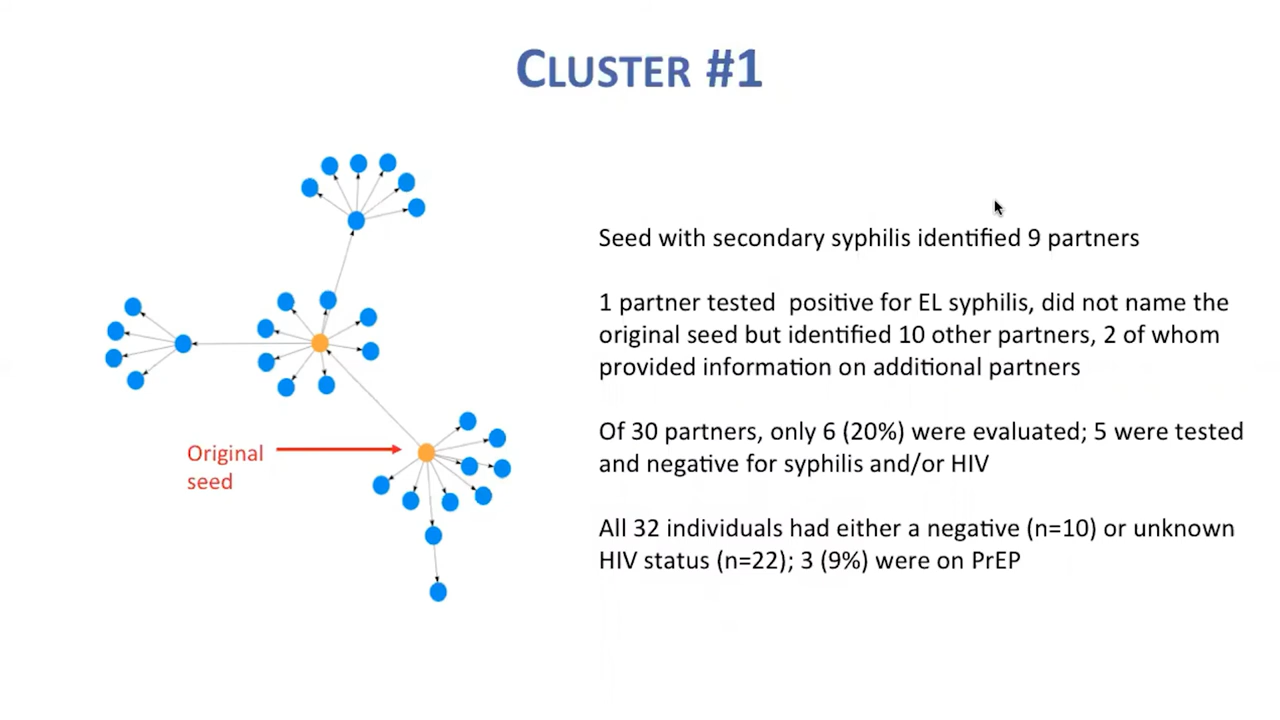 CLUSTER #1
Seed with secondary syphilis identified 9 partners
1 partner tested  positive for EL syphilis, did not name the
original seed but identified 10 other partners, 2 of whom
provided information on additional partners
Of 30 partners, only 6 (20%) were evaluated; 5 were tested
and negative for syphilis and/or HIV
All 32 individuals had either a negative (n=10) or unknown
HIV status (n=22); 3 (9%) were on PrEP
Original
seed